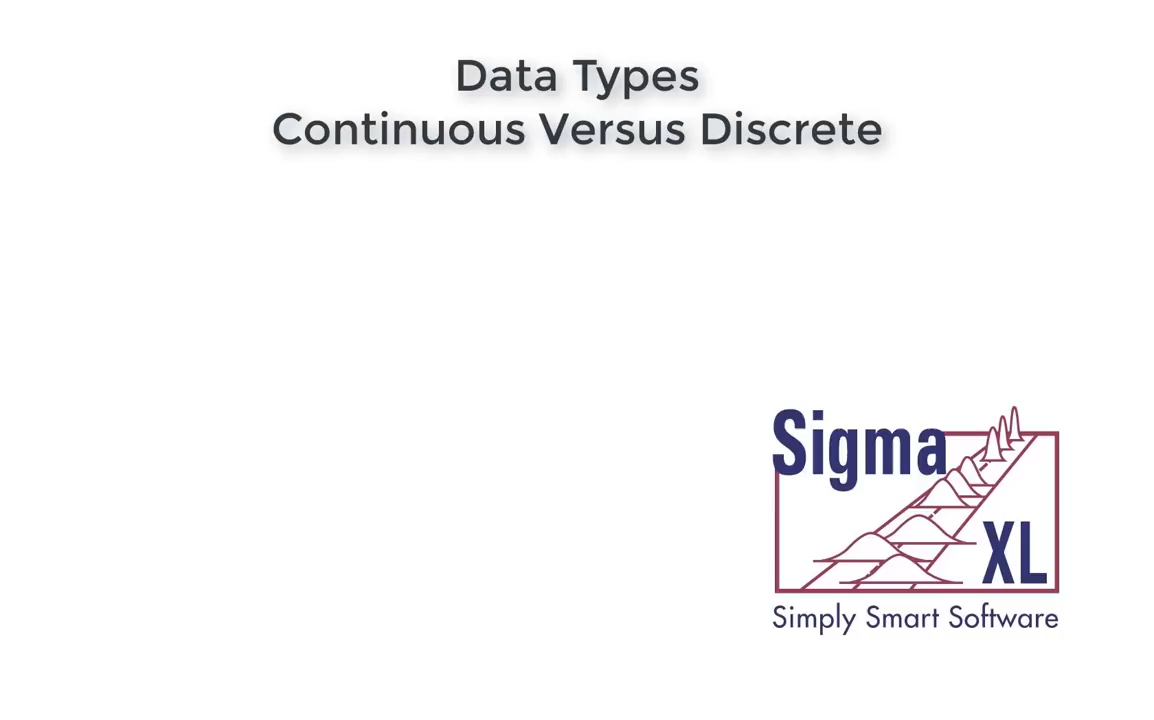 Data Types
Continuous Versus Discrete
Sigma
XL
Simply Smart Software